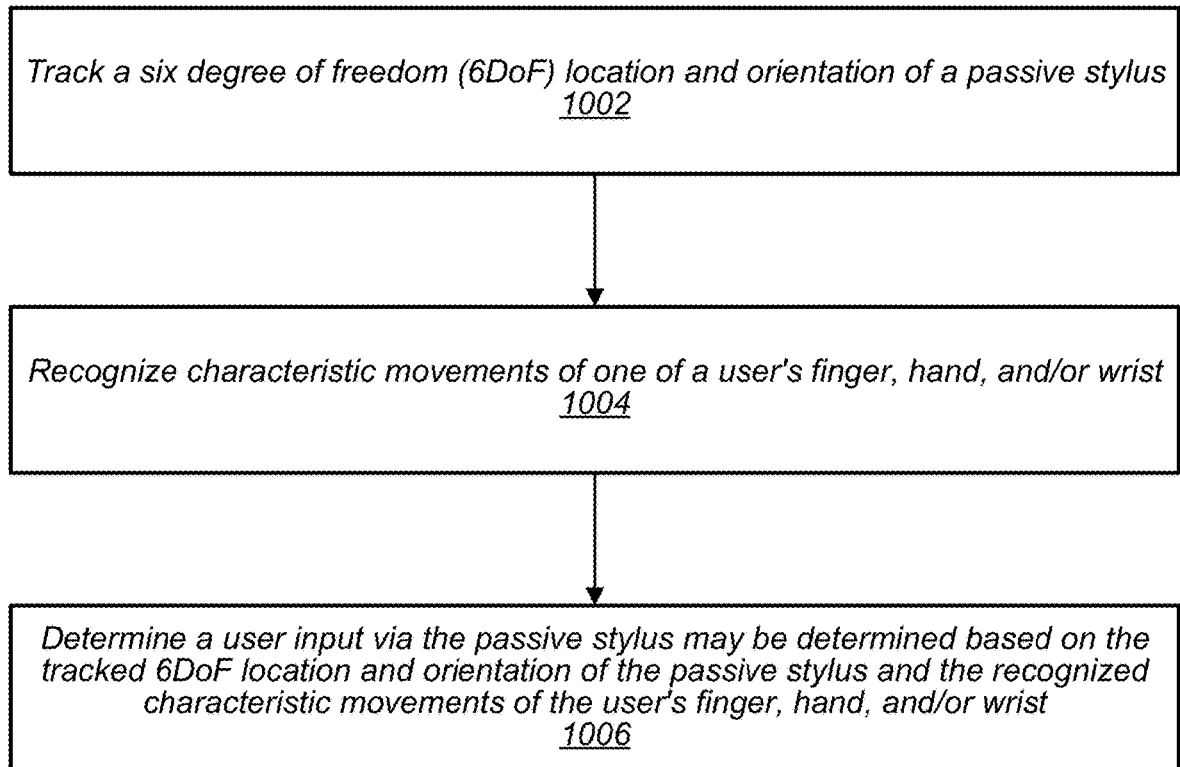 Track a six degree of freedom (6DoF) location and orientation of a passive stylus
1002
Recognize characteristic movements of one of a user's finger, hand, and/or wrist
1004
Determine a user input via the passive stylus may be determined based on the
tracked 6DoF location and orientation of the passive stylus and the recognized
characteristic movements of the user's finger, hand, and/or wrist
1006